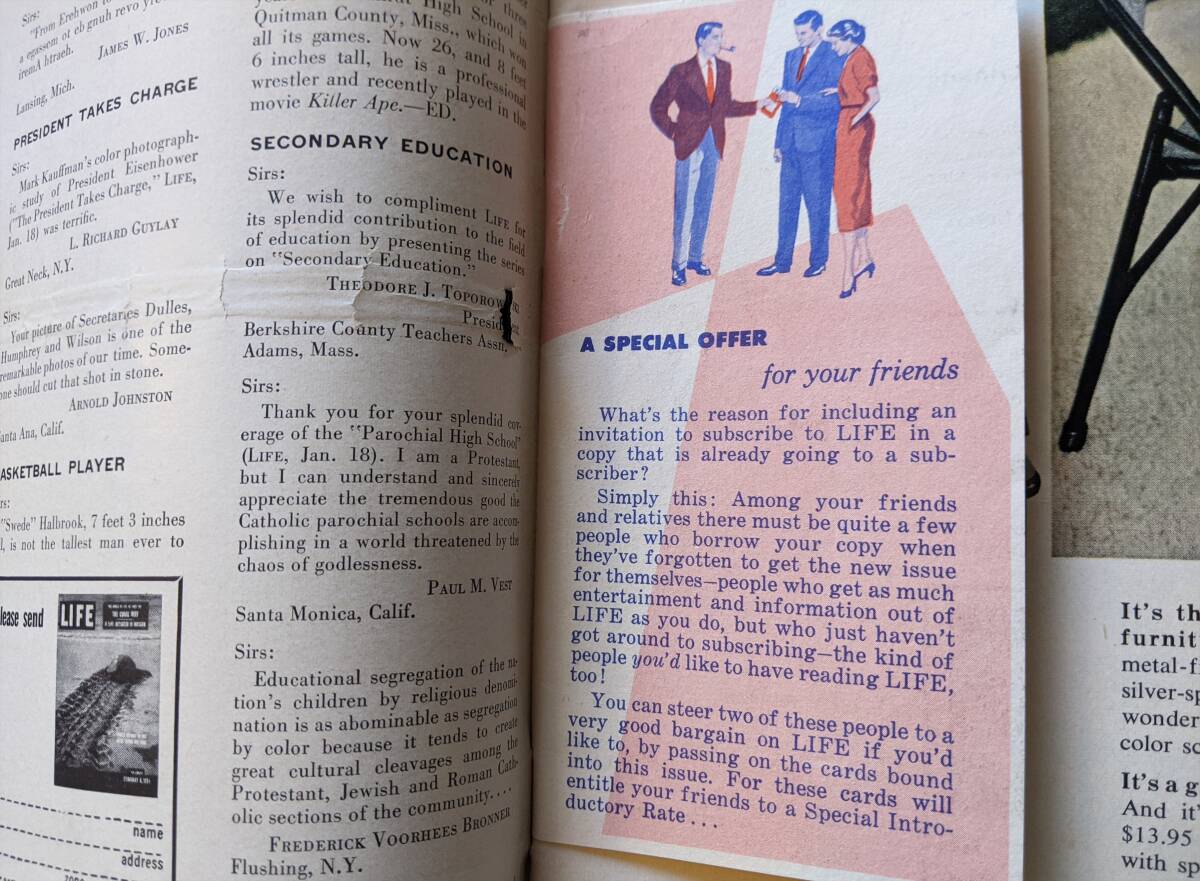 Sirs:
"From Erehwon to
a egassem ot eb gnuh revo
iremA htraeh.
JAMES W. JONES
Lansing, Mich.
PRESIDENT TAKES CHARGE
Sirs:
Mark Kauffman's color photograph-
ic study of President Eisenhower
("The President Takes Charge," LIFE,
Jan. 18) was terrific.
L. RICHARD GUYLAY
Great Neck, N.Y.
Sirs:
Your picture of Secretaries Dulles,
Humphrey and Wilson is one of the
remarkable photos of our time. Some-
one should cut that shot in stone.
ARNOLD JOHNSTON
Santa Ana, Calif.
BASKETBALL PLAYER
Sirs:
"Swede" Halbrook, 7 feet 3 inches
is not the tallest man ever to
lease send
LIFE
name
address
High School in
Quitman County, Miss., which won
all its games. Now 26, and 8 feet
6 inches tall, he is a professional
wrestler and recently played in the
movie Killer Ape.—ED.
SECONDARY EDUCATION
Sirs:
We wish to compliment LIFE for
its splendid contribution to the field
of education by presenting the series
on "Secondary Education."
THEODORE J. TOPOROW
President
Berkshire County Teachers Assn.
Adams, Mass.
Sirs:
Thank you for your splendid cov-
erage of the "Parochial High School"
(LIFE, Jan. 18). I am a Protestant,
but I can understand and sincerely
appreciate the tremendous good the
Catholic parochial schools are accom-
plishing in a world threatened by the
chaos of godlessness.
PAUL M. VEST
Santa Monica, Calif.
Sirs:
Educational segregation of the na-
tion's children by religious denomi-
nation is as abominable as segregation
by color because it tends to create
great cultural cleavages among the
Protestant, Jewish and Roman Cath-
olic sections of the community....
FREDERICK VOORHEES BRONNER
Flushing, N.Y.
A SPECIAL OFFER
for your friends
What's the reason for including an
invitation to subscribe to LIFE in a
copy that is already going to a sub-
scriber?
Simply this: Among your friends
and relatives there must be quite a few
people who borrow your copy when
they've forgotten to get the new issue
for themselves—people who get as much
entertainment and information out of
LIFE as you do, but who just haven't
got around to subscribing—the kind of
people you'd like to have reading LIFE,
too!
You can steer two of these people to a
very good bargain on LIFE if you'd
like to, by passing on the cards bound
into this issue. For these cards will
entitle your friends to a Special Intro-
ductory Rate . . .
It's th
furnit
metal-f
silver-s
wonder
color sc
It's a g
And it'
$13.95
with sp